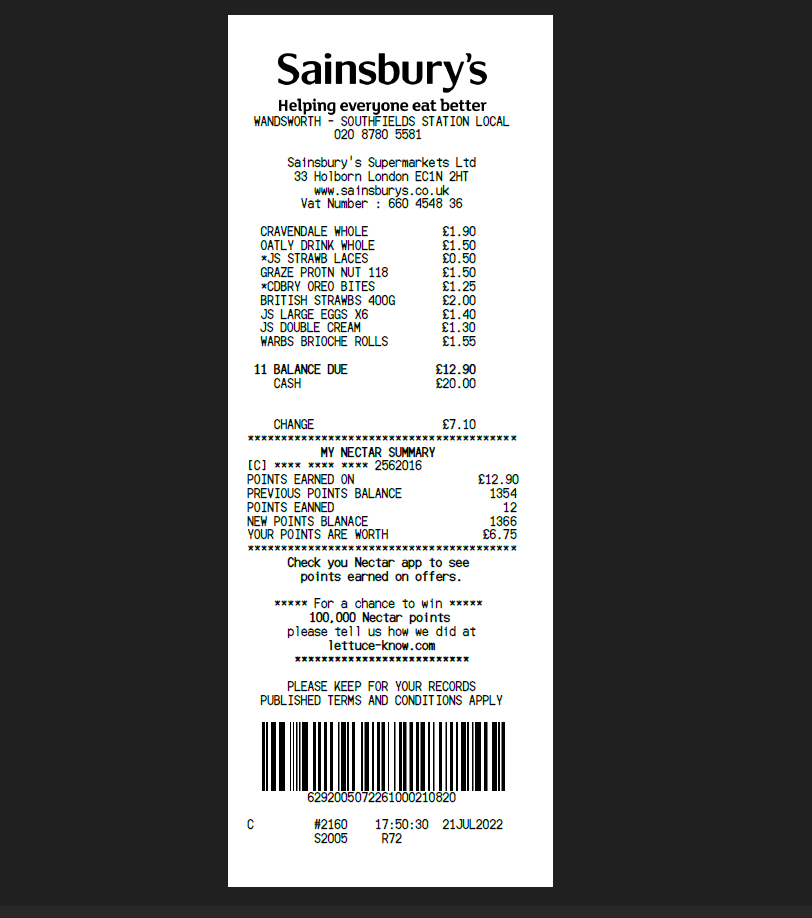 Sainsbury's
Helping everyone eat better
WANDSWORTH - SOUTHFIELDS STATION LOCAL
020 8780 5581
Sainsbury's Supermarkets Ltd
33 Holborn London EC1N 2HT
www.sainsburys.co.uk
Vat Number : 660 4548 36
CRAVENDALE WHOLE £1.90
OATLY DRINK WHOLE £1.50
*JS STRAWB LACES £0.50
GRAZE PROTN NUT 118 £1.50
*CDBRY OREO BITES £1.25
BRITISH STRAWBS 400G £2.00
JS LARGE EGGS X6 £1.40
JS DOUBLE CREAM £1.30
WARBS BRIOCHE ROLLS £1.55
11 BALANCE DUE £12.90
CASH £20.00
CHANGE £7.10
****************************************
MY NECTAR SUMMARY
[C] **** **** **** 2562016
POINTS EARNED ON £12.90
PREVIOUS POINTS BALANCE 1354
POINTS EANNED 12
NEW POINTS BLANACE 1366
YOUR POINTS ARE WORTH £6.75
****************************************
Check you Nectar app to see
points earned on offers.
***** For a chance to win *****
100,000 Nectar points
please tell us how we did at
lettuce-know.com
**************************
PLEASE KEEP FOR YOUR RECORDS
PUBLISHED TERMS AND CONDITIONS APPLY
6292005072261000210820
C #2160 17:50:30 21JUL2022
S2005 R72